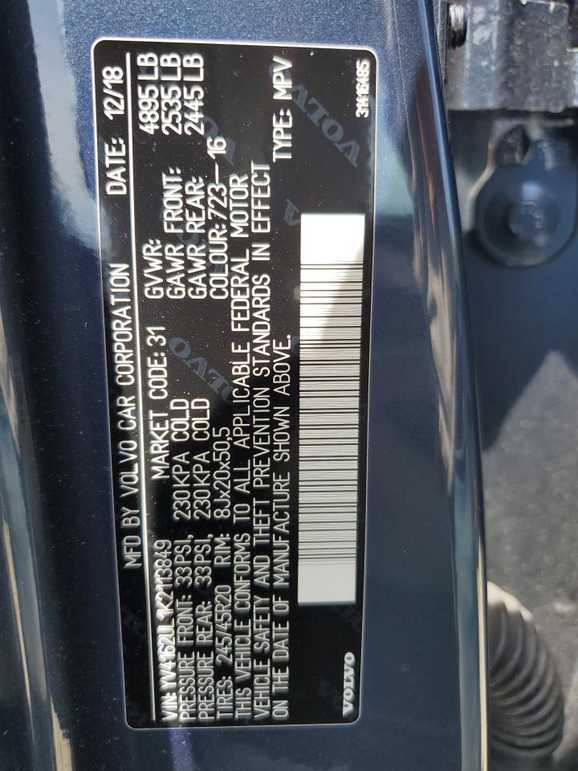 MFD BY VOLVO CAR CORPORATION DATE: 12/18
MARKET CODE: 31 GVWR: 4895 LB
GAWR FRONT: 2535 LB
GAWR REAR: 2445 LB
COLOUR: 723-16
TYPE: MPV
PRESSURE FRONT: 33PSI, 230KPA COLD
PRESSURE REAR: 33PSI, 230KPA COLD
TIRES: 245/45R20 RIM: 8Jx20x50,5
THIS VEHICLE CONFORMS TO ALL APPLICABLE FEDERAL MOTOR
VEHICLE SAFETY AND THEFT PREVENTION STANDARDS IN EFFECT
ON THE DATE OF MANUFACTURE SHOWN ABOVE.
VOLVO
31416485